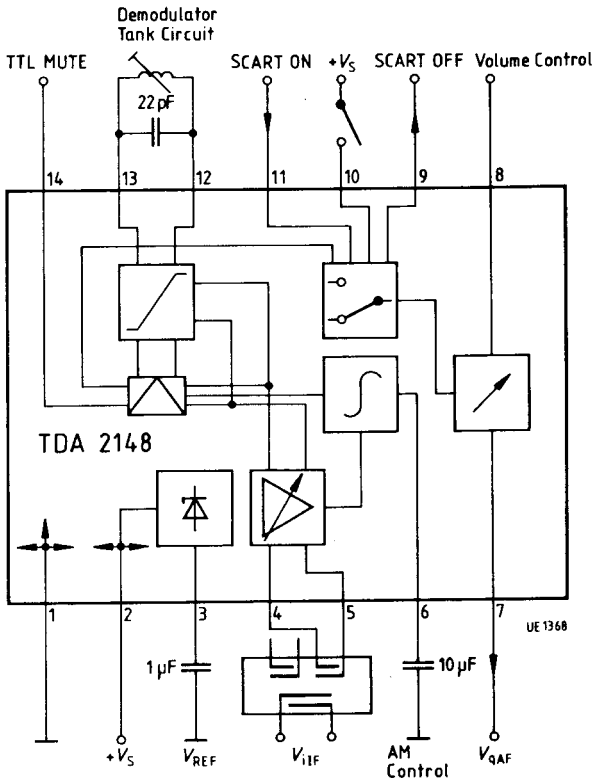 Demodulator
Tank Circuit
TTL MUTE
SCART ON
+VS
SCART OFF
Volume Control
22 pF
14
13
12
11
10
9
8
TDA 2148
1
2
3
4
5
6
7
UE 1368
1 µF
10 µF
+VS
VREF
ViIF
AM
Control
VqAF